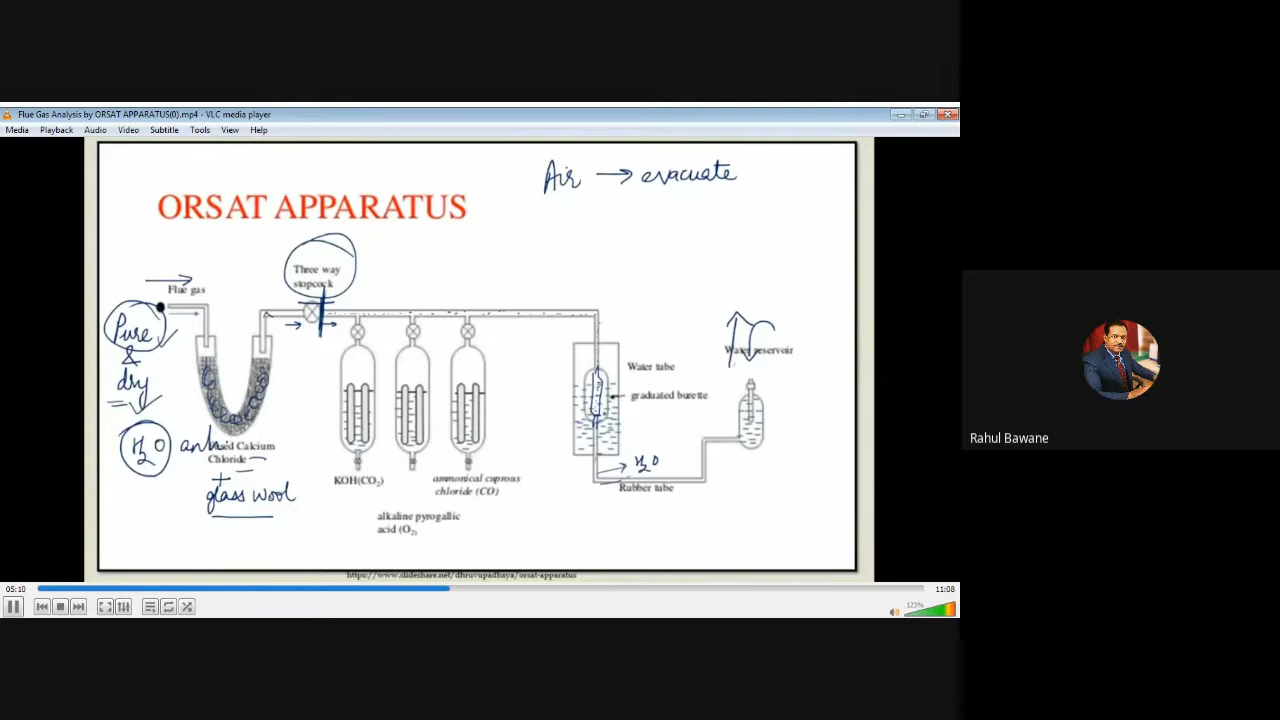 Flue Gas Analysis by ORSAT APPARATUS(0).mp4 - VLC media player
Media Playback Audio Video Subtitle Tools View Help
Air → evacuate
ORSAT APPARATUS
Three way
stopcock
Flue gas
Pure
&
dry
H2O
Calcium
Chloride
+
glass wool
KOH(CO2)
alkaline pyrogallic
acid (O2)
ammonical cuprous
chloride (CO)
Water tube
graduated burette
H2O
Rubber tube
Water reservoir
https://www.slideshare.net/dhruvupadhaya/orsat-apparatus
05:10
11:08
123%
Rahul Bawane